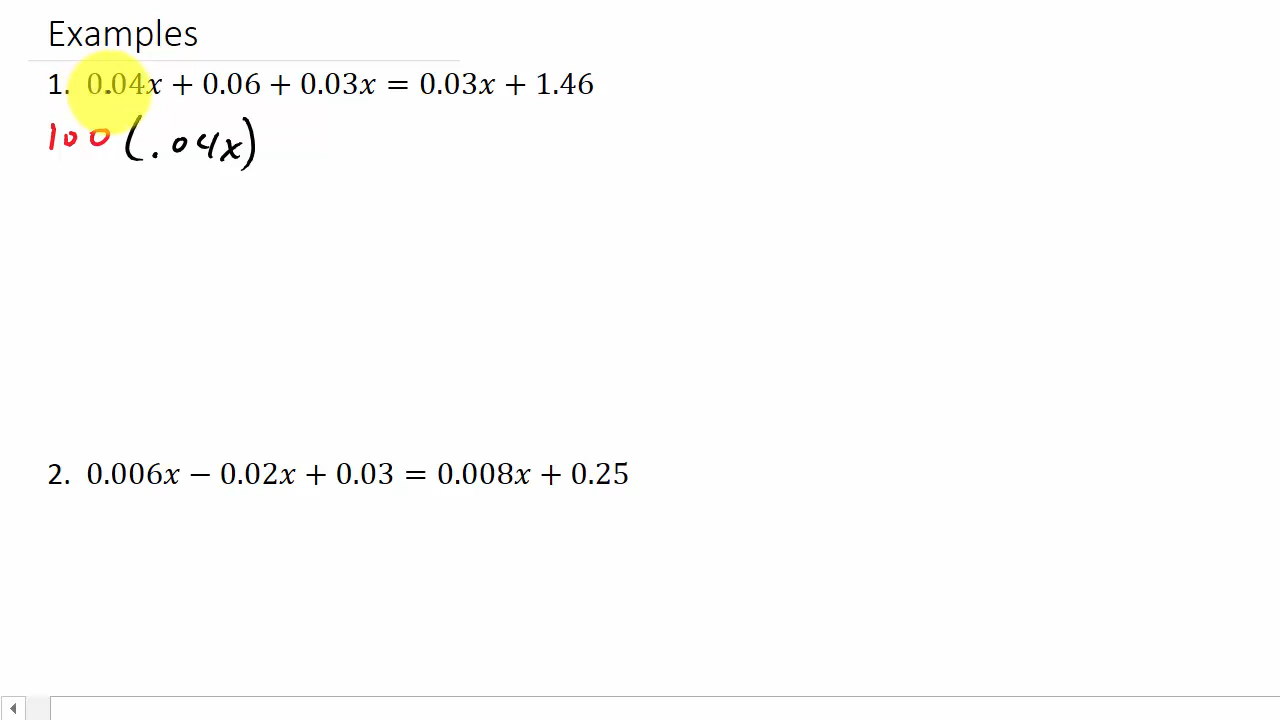 Examples
1. 0.04x + 0.06 + 0.03x = 0.03x + 1.46
100 (.04x)
2. 0.006x − 0.02x + 0.03 = 0.008x + 0.25